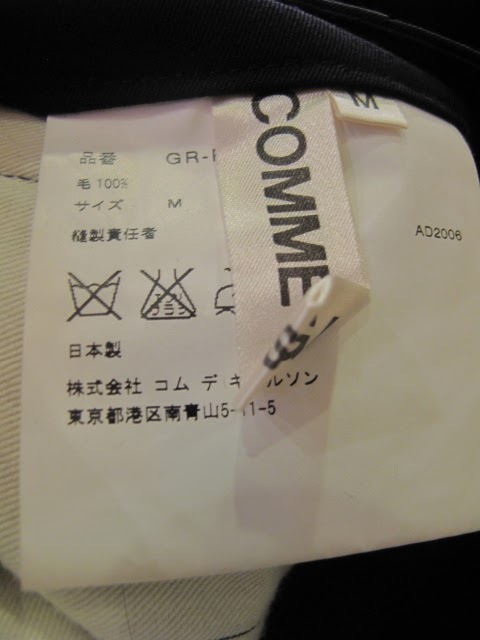 COMME
M
品番 GR-
毛 100%
サイズ M
縫製責任者
AD2006
日本製
株式会社 コム デ ルソン
東京都港区南青山5-11-5